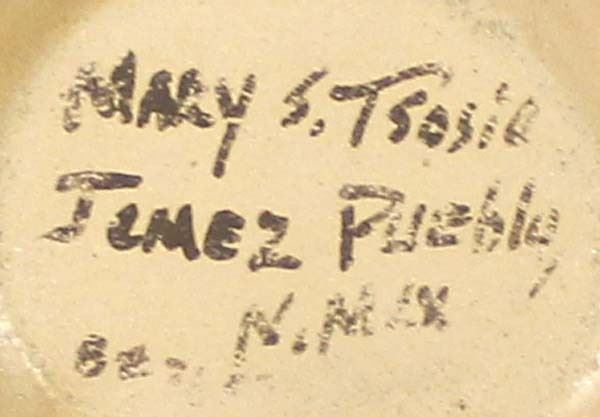 MARY S. Tsosie
Jemez Pueblo,
N. Mex